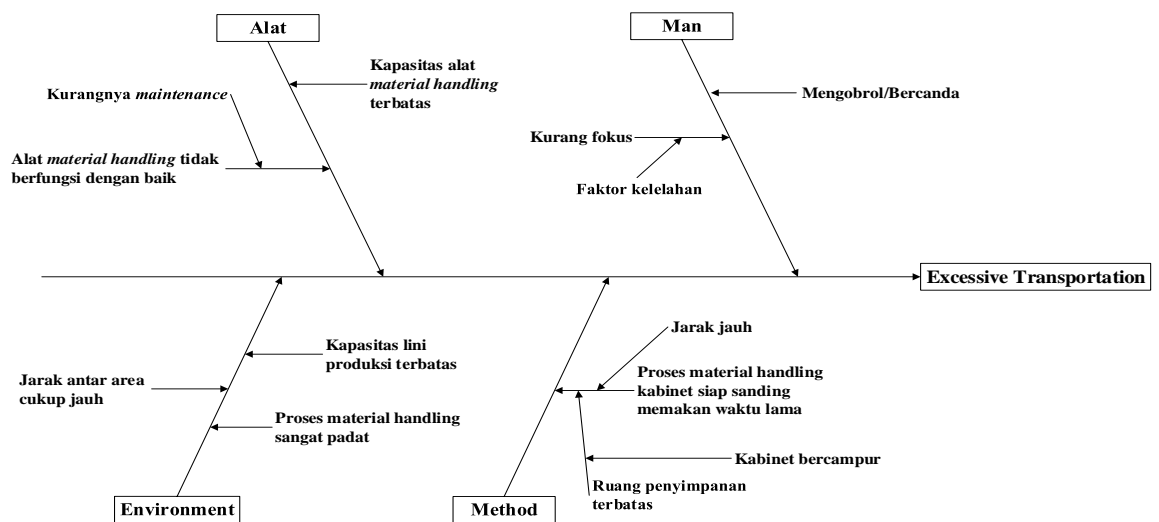 Alat
Man
Kapasitas alat
material handling
terbatas
Kurangnya maintenance
Mengobrol/Bercanda
Kurang fokus
Alat material handling tidak
berfungsi dengan baik
Faktor kelelahan
Excessive Transportation
Jarak jauh
Kapasitas lini
produksi terbatas
Jarak antar area
cukup jauh
Proses material handling
kabinet siap sanding
memakan waktu lama
Proses material handling
sangat padat
Kabinet bercampur
Ruang penyimpanan
terbatas
Environment
Method